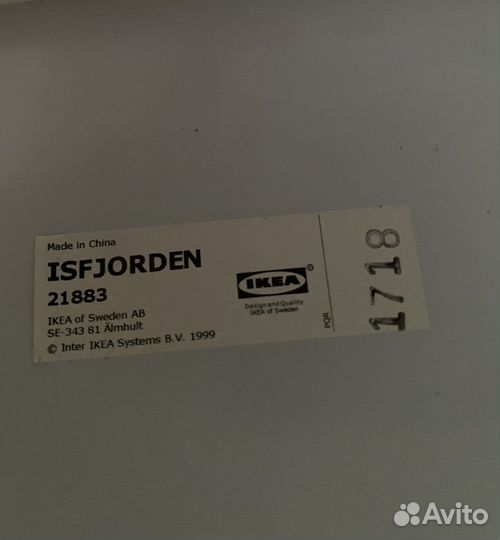 Made in China
ISFJORDEN
21883
IKEA of Sweden AB
SE-343 81 Älmhult
© Inter IKEA Systems B.V. 1999
IKEA®
Design and Quality
IKEA of Sweden
PQR
1718
Avito